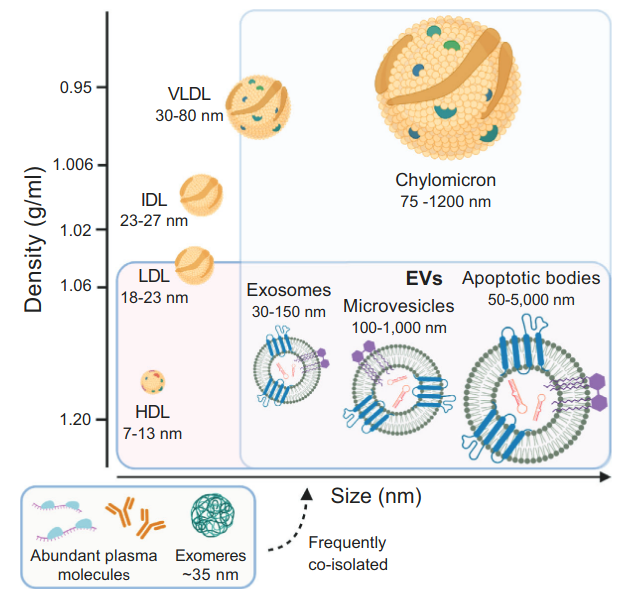 Density (g/ml)
0.95
1.006
1.02
1.06
1.20
VLDL
30-80 nm
Chylomicron
75 -1200 nm
IDL
23-27 nm
LDL
18-23 nm
HDL
7-13 nm
EVs
Exosomes
30-150 nm
Microvesicles
100-1,000 nm
Apoptotic bodies
50-5,000 nm
Size (nm)
Abundant plasma
molecules
Exomeres
~35 nm
Frequently
co-isolated